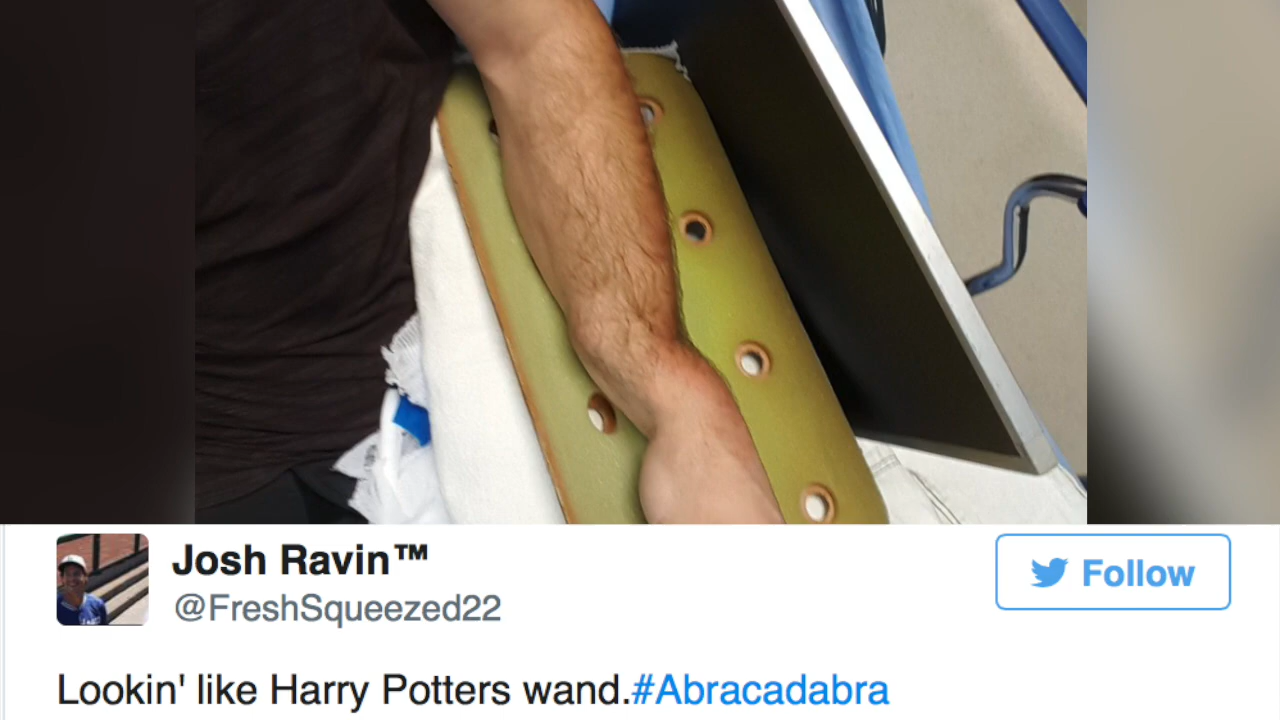 Josh Ravin™
Follow
@FreshSqueezed22
Lookin' like Harry Potters wand.#Abracadabra